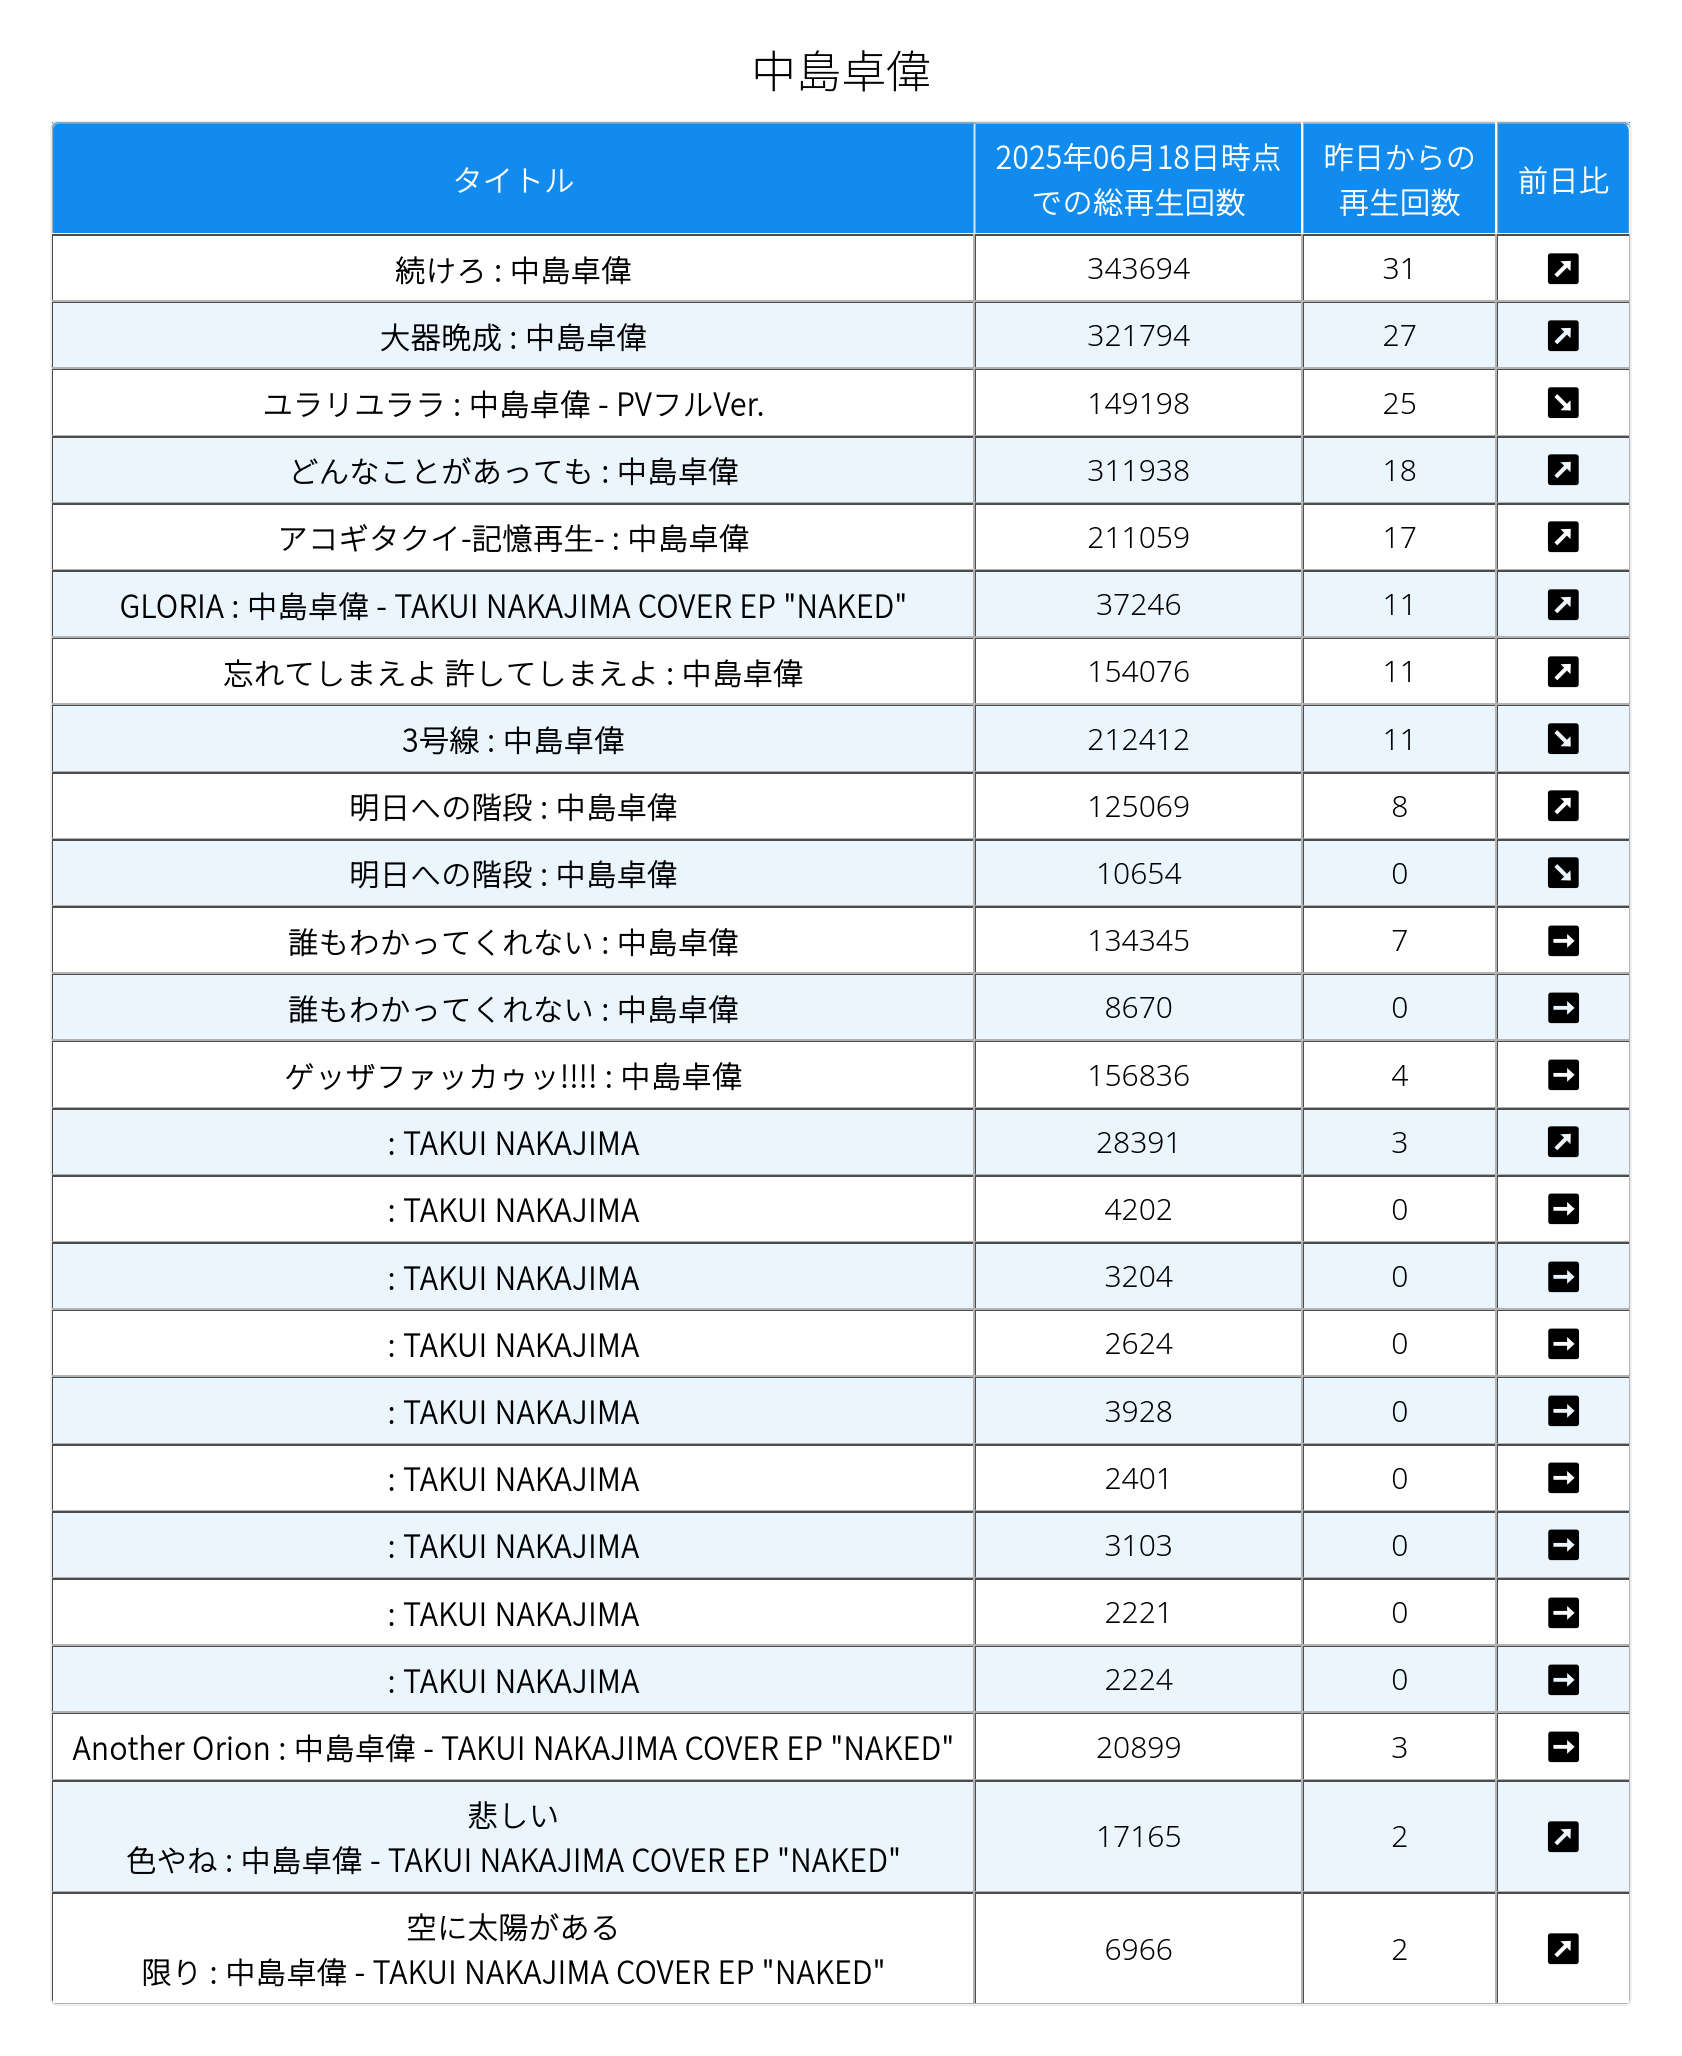 中島卓偉
タイトル 2025年06月18日時点での総再生回数 昨日からの再生回数 前日比
続けろ : 中島卓偉 343694 31
大器晩成 : 中島卓偉 321794 27
ユラリユララ : 中島卓偉 - PVフルVer. 149198 25
どんなことがあっても : 中島卓偉 311938 18
アコギタクイ-記憶再生- : 中島卓偉 211059 17
GLORIA : 中島卓偉 - TAKUI NAKAJIMA COVER EP "NAKED" 37246 11
忘れてしまえよ 許してしまえよ : 中島卓偉 154076 11
3号線 : 中島卓偉 212412 11
明日への階段 : 中島卓偉 125069 8
明日への階段 : 中島卓偉 10654 0
誰もわかってくれない : 中島卓偉 134345 7
誰もわかってくれない : 中島卓偉 8670 0
ゲッザファッカゥッ!!!! : 中島卓偉 156836 4
: TAKUI NAKAJIMA 28391 3
: TAKUI NAKAJIMA 4202 0
: TAKUI NAKAJIMA 3204 0
: TAKUI NAKAJIMA 2624 0
: TAKUI NAKAJIMA 3928 0
: TAKUI NAKAJIMA 2401 0
: TAKUI NAKAJIMA 3103 0
: TAKUI NAKAJIMA 2221 0
: TAKUI NAKAJIMA 2224 0
Another Orion : 中島卓偉 - TAKUI NAKAJIMA COVER EP "NAKED" 20899 3
悲しい
色やね : 中島卓偉 - TAKUI NAKAJIMA COVER EP "NAKED" 17165 2
空に太陽がある
限り : 中島卓偉 - TAKUI NAKAJIMA COVER EP "NAKED" 6966 2